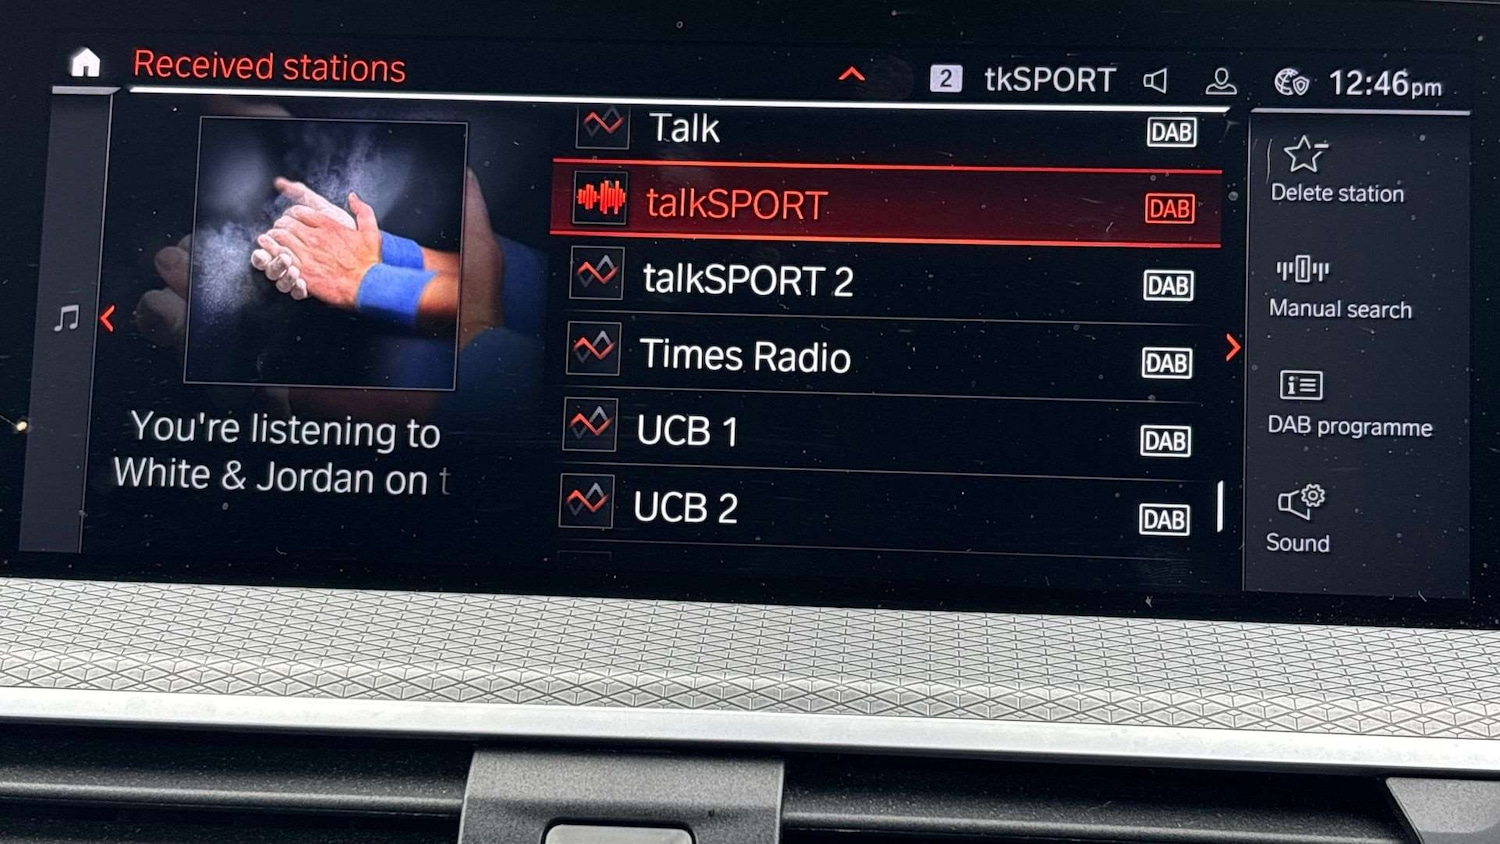 Received stations
2 tkSPORT 12:46pm
Talk DAB
talkSPORT DAB
talkSPORT 2 DAB
Times Radio DAB
UCB 1 DAB
UCB 2 DAB
You're listening to
White & Jordan on t
Delete station
Manual search
DAB programme
Sound